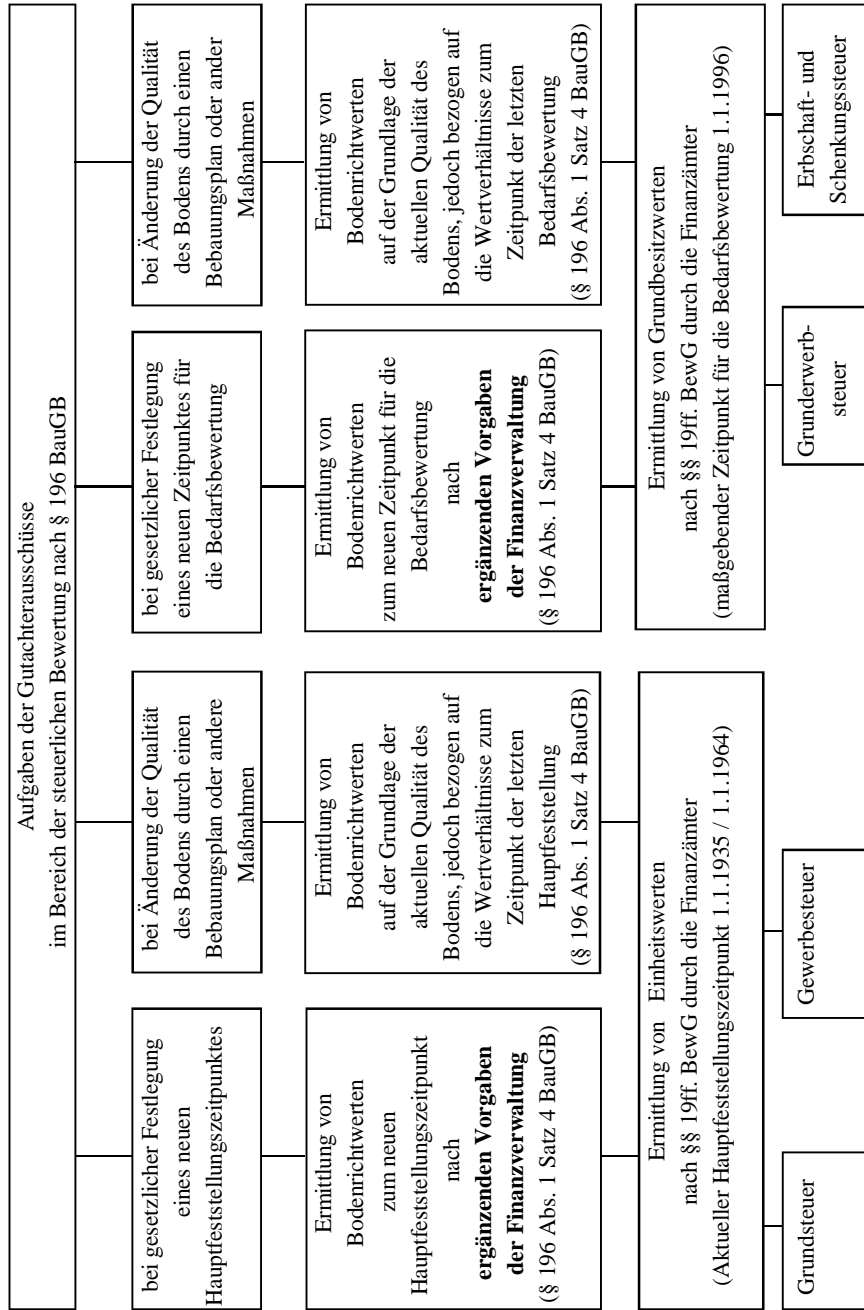 Aufgaben der Gutachterausschüsse
im Bereich der steuerlichen Bewertung nach § 196 BauGB
bei gesetzlicher Festlegung
eines neuen
Hauptfeststellungszeitpunktes
bei Änderung der Qualität
des Bodens durch einen
Bebauungsplan oder andere
Maßnahmen
bei gesetzlicher Festlegung
eines neuen Zeitpunktes für
die Bedarfsbewertung
bei Änderung der Qualität
des Bodens durch einen
Bebauungsplan oder ander
Maßnahmen
Ermittlung von
Bodenrichtwerten
zum neuen
Hauptfeststellungszeitpunkt
nach
ergänzenden Vorgaben
der Finanzverwaltung
(§ 196 Abs. 1 Satz 4 BauGB)
Ermittlung von
Bodenrichtwerten
auf der Grundlage der
aktuellen Qualität des
Bodens, jedoch bezogen auf
die Wertverhältnisse zum
Zeitpunkt der letzten
Hauptfeststellung
(§ 196 Abs. 1 Satz 4 BauGB)
Ermittlung von
Bodenrichtwerten
zum neuen Zeitpunkt für die
Bedarfsbewertung
nach
ergänzenden Vorgaben
der Finanzverwaltung
(§ 196 Abs. 1 Satz 4 BauGB)
Ermittlung von
Bodenrichtwerten
auf der Grundlage der
aktuellen Qualität des
Bodens, jedoch bezogen auf
die Wertverhältnisse zum
Zeitpunkt der letzten
Bedarfsbewertung
(§ 196 Abs. 1 Satz 4 BauGB)
Ermittlung von Einheitswerten
nach §§ 19ff. BewG durch die Finanzämter
(Aktueller Hauptfeststellungszeitpunkt 1.1.1935 / 1.1.1964)
Ermittlung von Grundbesitzwerten
nach §§ 19ff. BewG durch die Finanzämter
(maßgebender Zeitpunkt für die Bedarfsbewertung 1.1.1996)
Grundsteuer
Gewerbesteuer
Grunderwerb-
steuer
Erbschaft- und
Schenkungssteuer